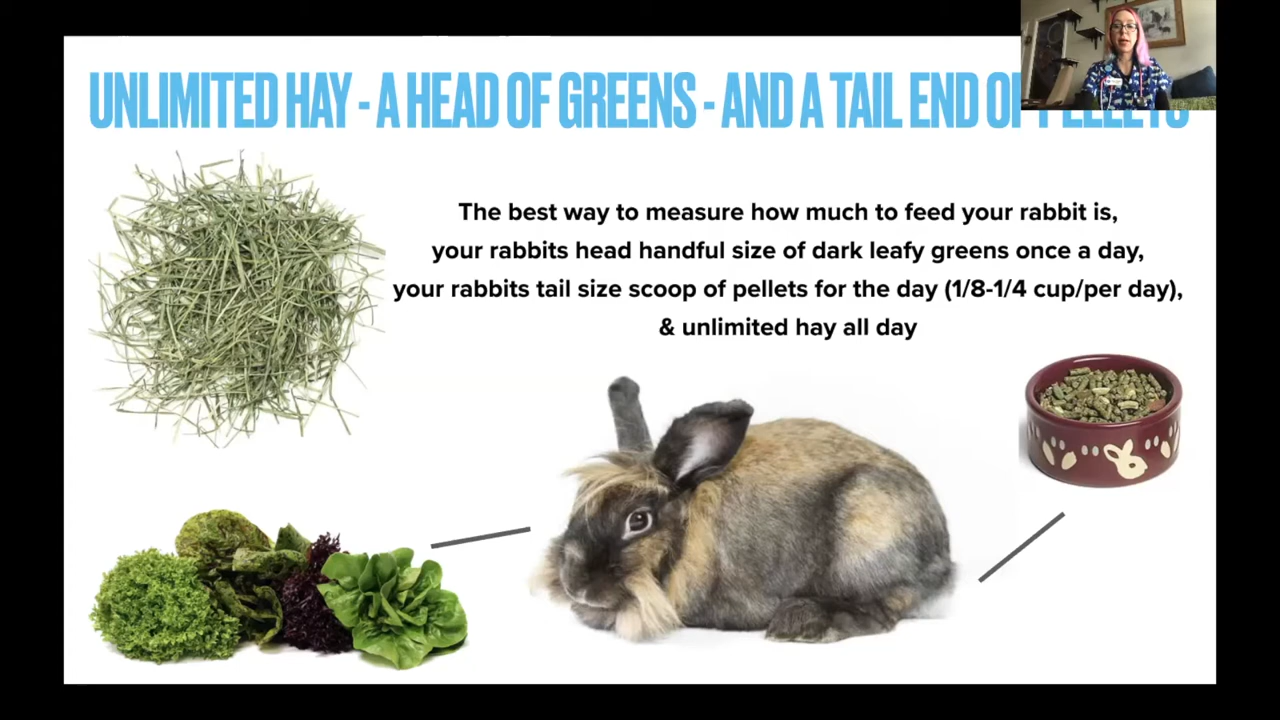 UNLIMITED HAY - A HEAD OF GREENS - AND A TAIL END OF PELLETS
The best way to measure how much to feed your rabbit is,
your rabbits head handful size of dark leafy greens once a day,
your rabbits tail size scoop of pellets for the day (1/8-1/4 cup/per day),
& unlimited hay all day